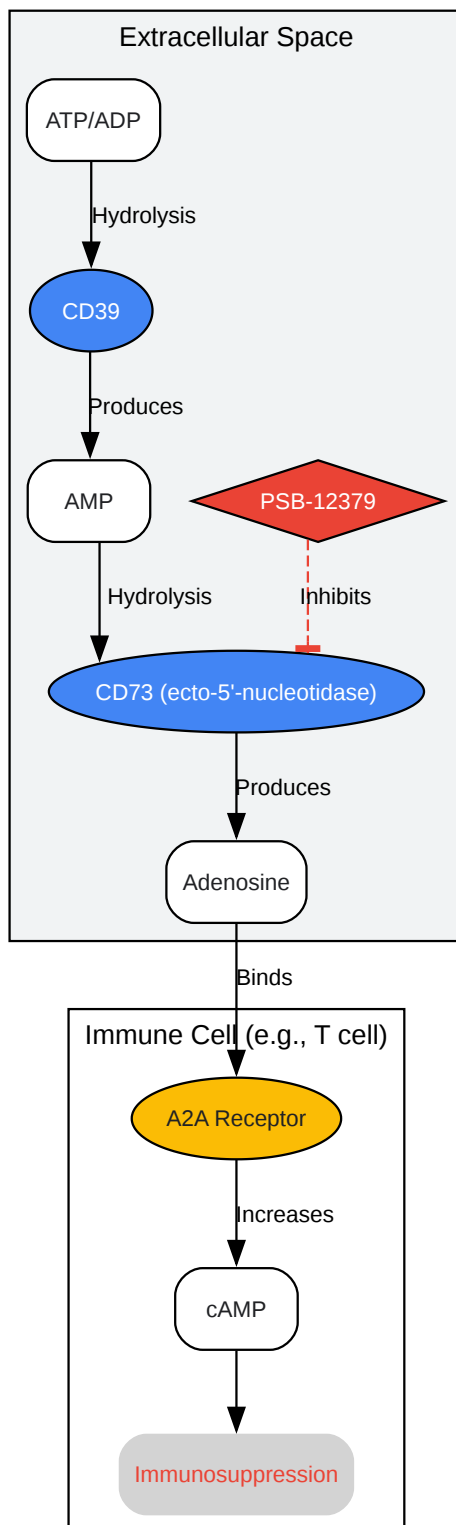 Extracellular Space
ATP/ADP
Hydrolysis
CD39
Produces
AMP
PSB-12379
Hydrolysis
Inhibits
CD73 (ecto-5'-nucleotidase)
Produces
Adenosine
Binds
Immune Cell (e.g., T cell)
A2A Receptor
Increases
cAMP
Immunosuppression